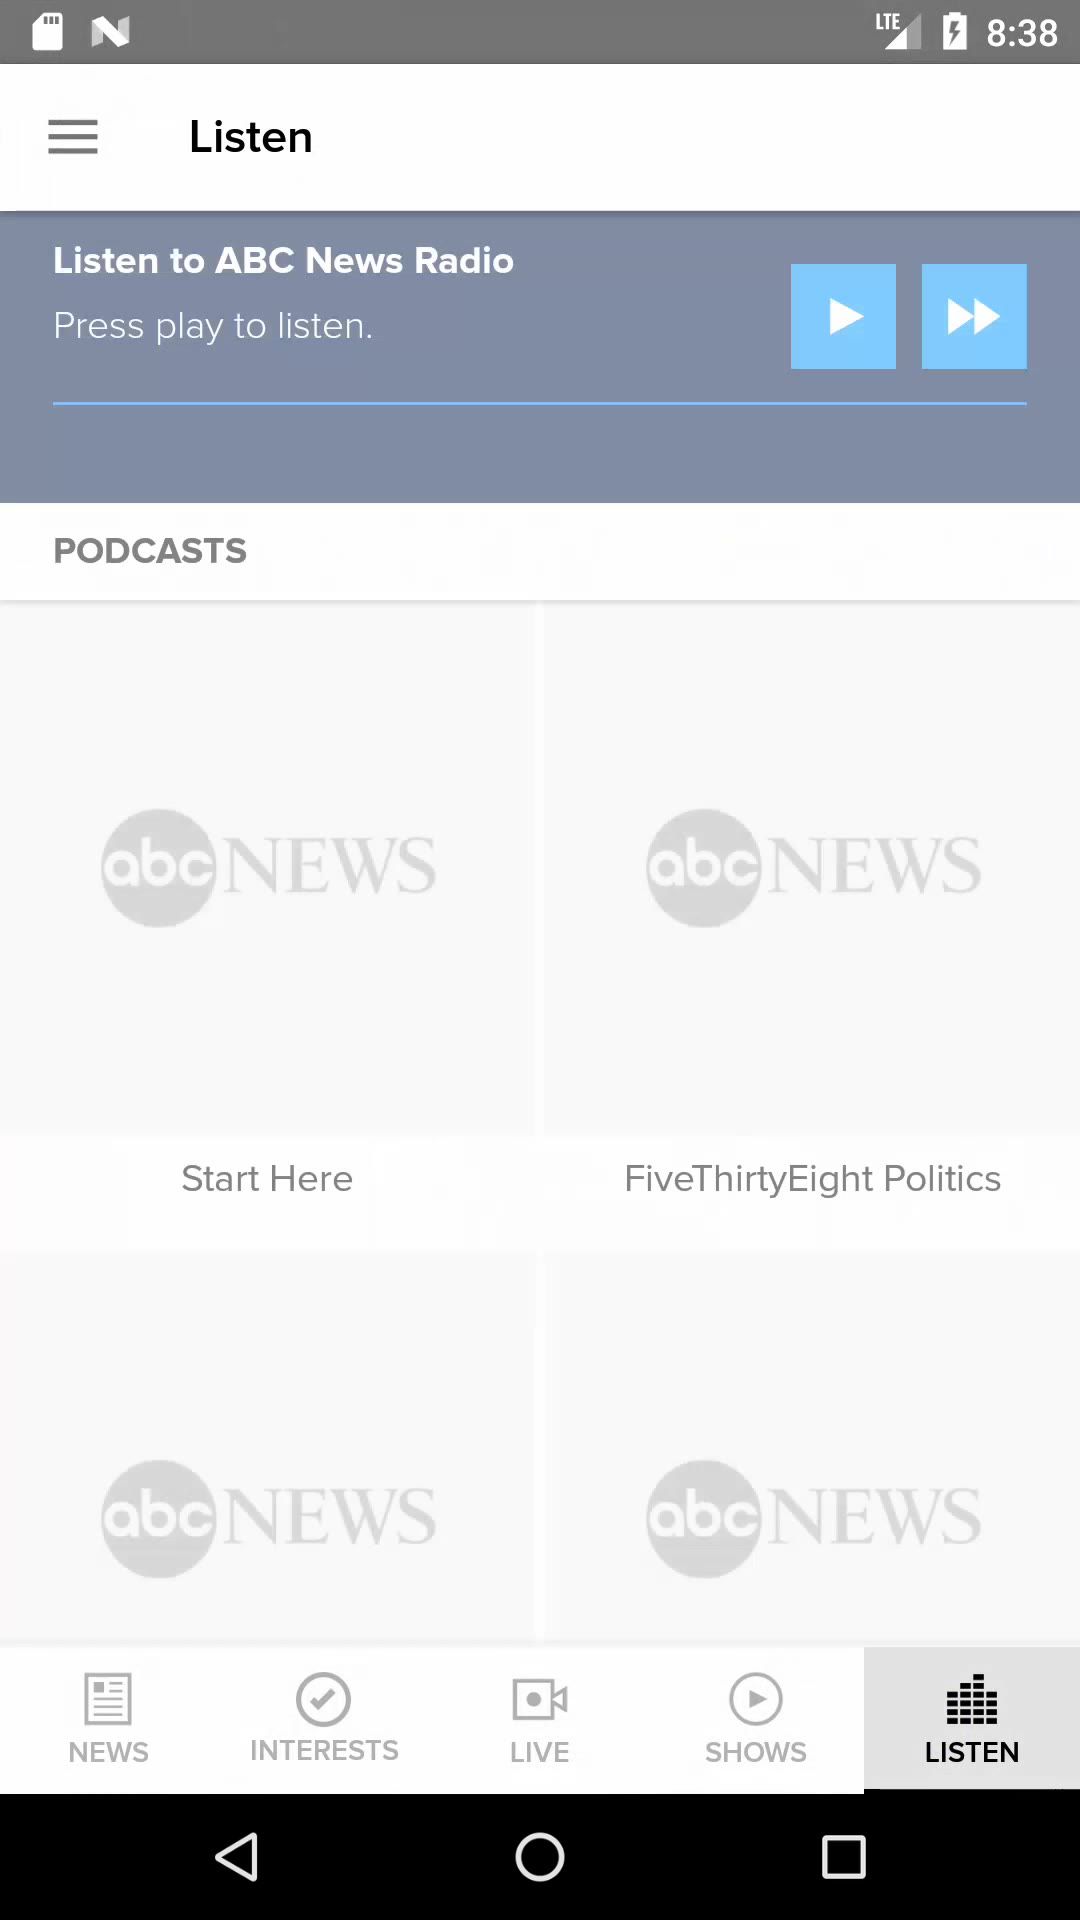 LTE 8:38
Listen
Listen to ABC News Radio
Press play to listen.
PODCASTS
abc NEWS
abc NEWS
Start Here
FiveThirtyEight Politics
abc NEWS
abc NEWS
NEWS
INTERESTS
LIVE
SHOWS
LISTEN